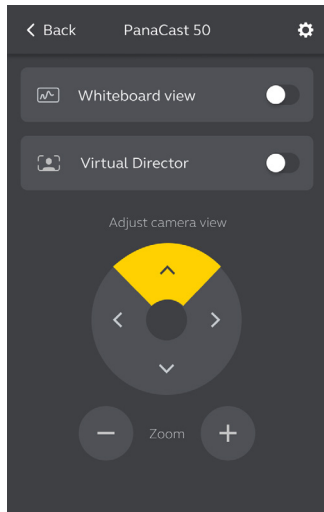 Back PanaCast 50
Whiteboard view
Virtual Director
Adjust camera view
Zoom